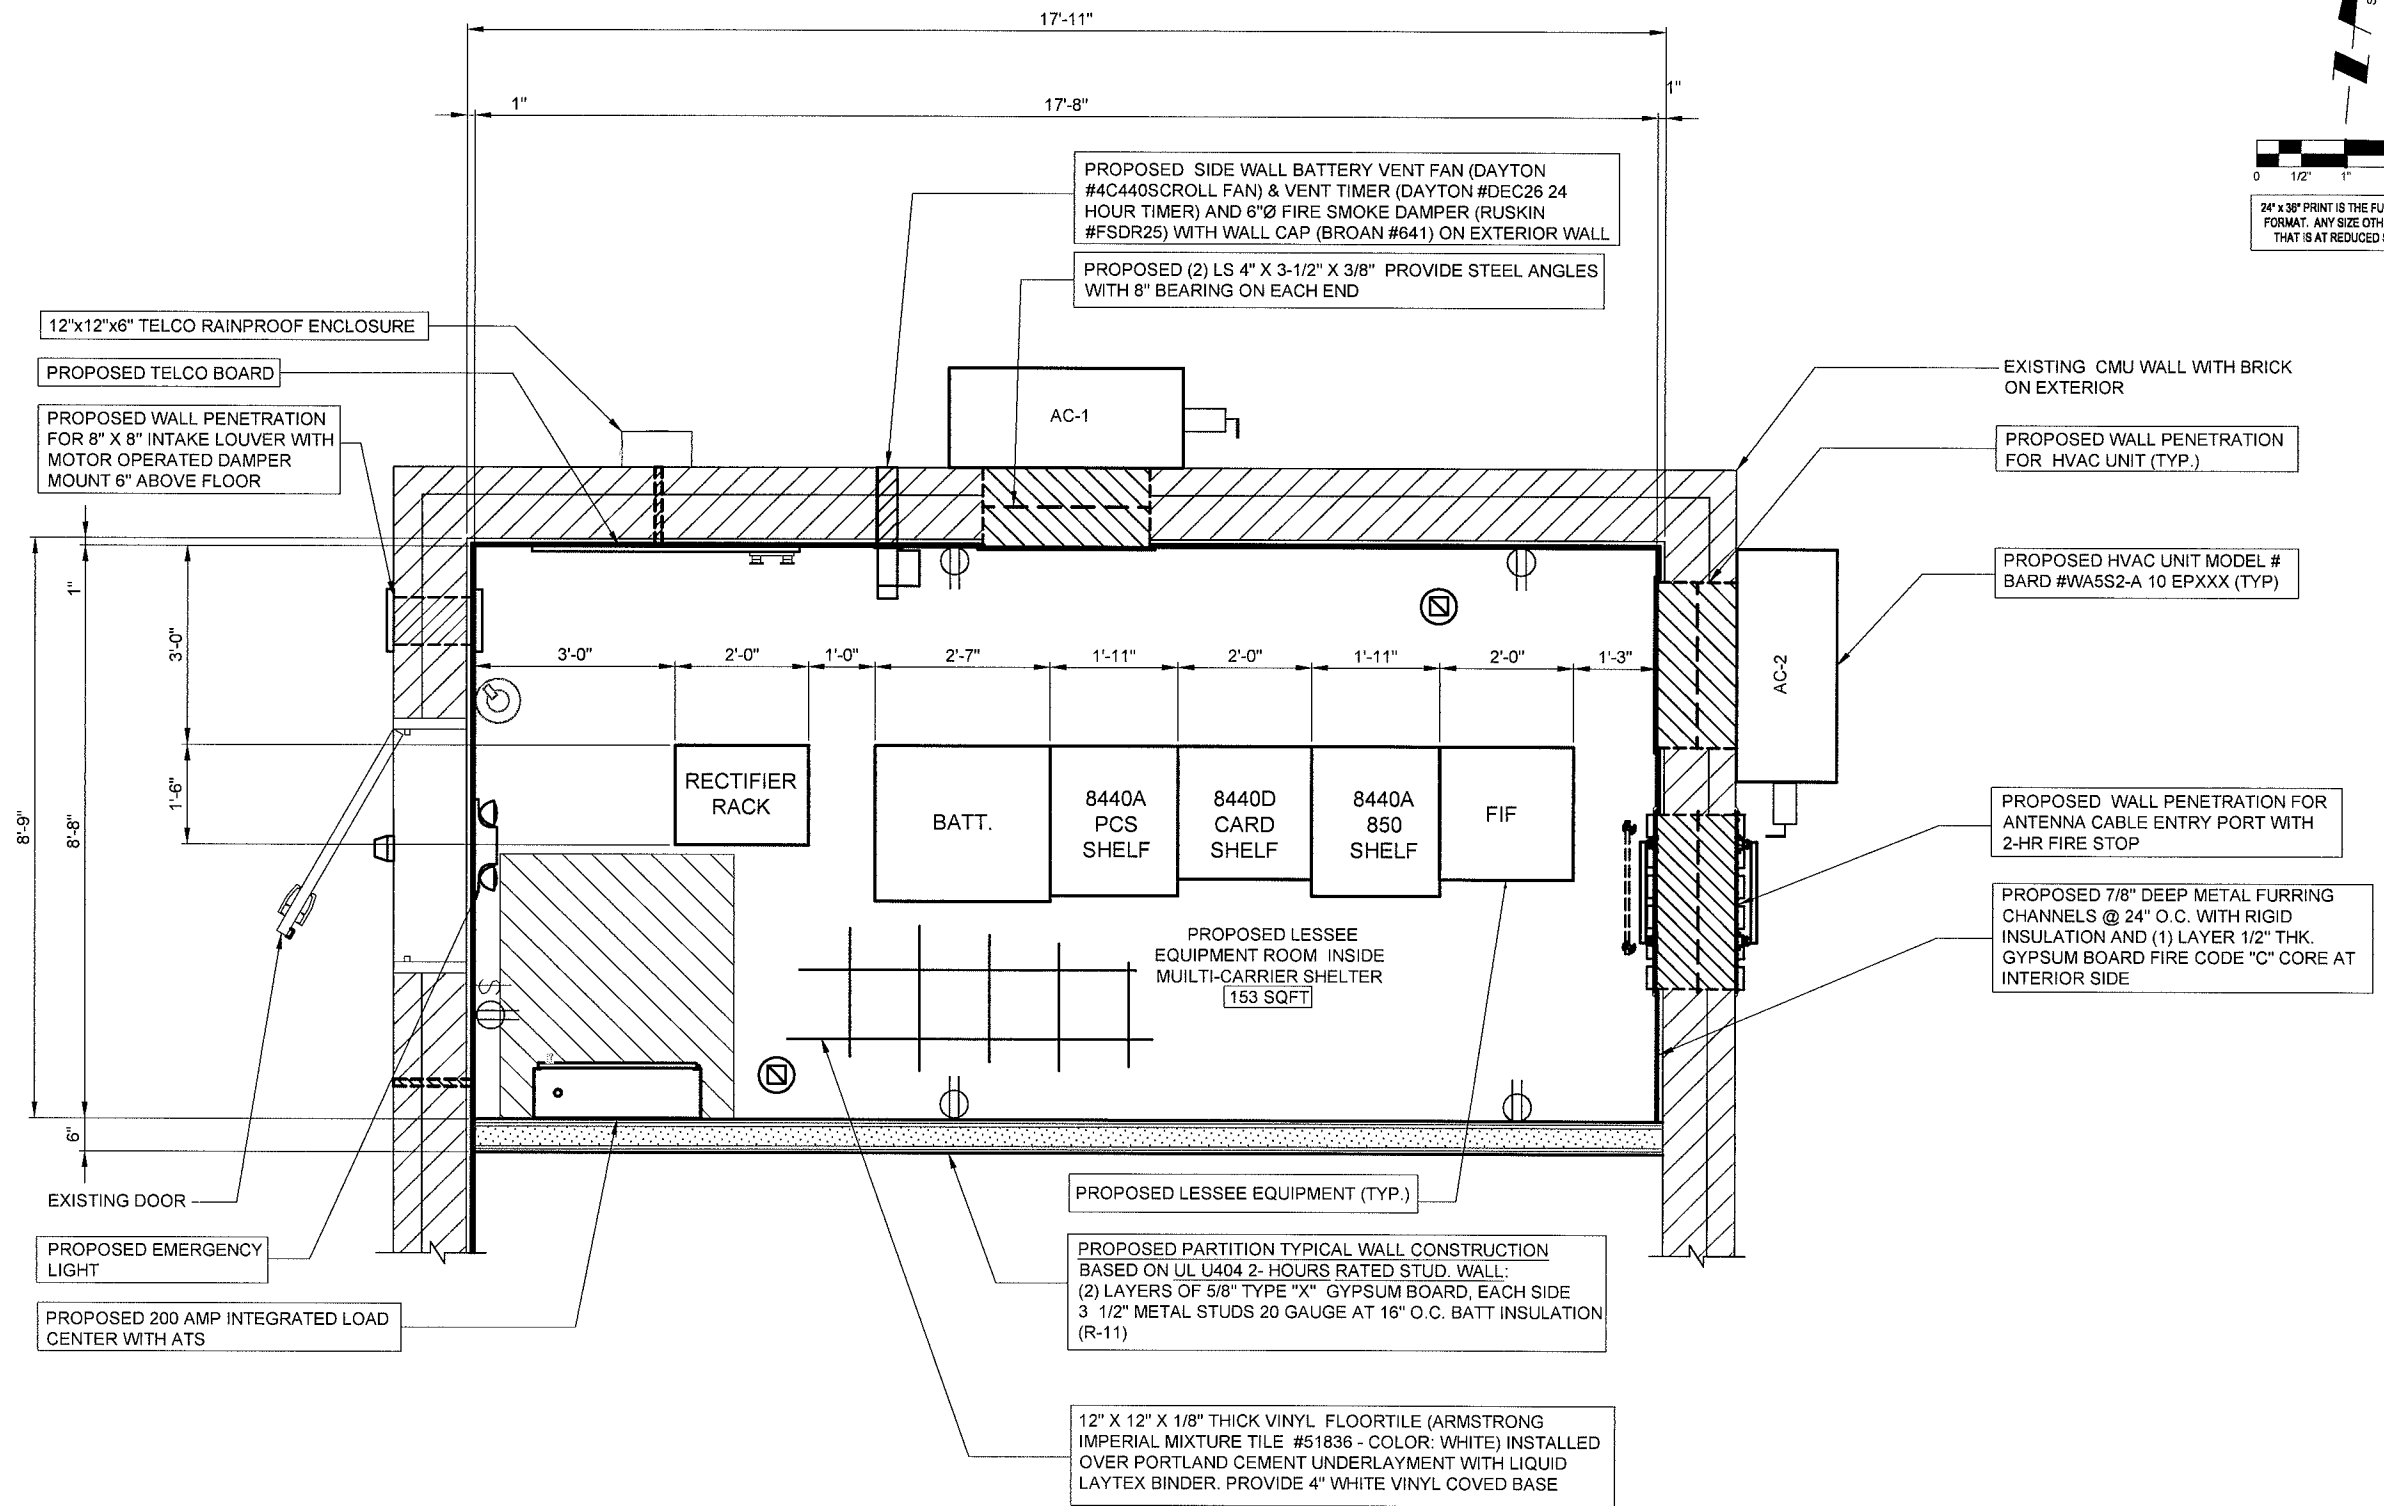 17'-11"
1"
17'-8"
1"
0 1/2" 1"
24" x 36" PRINT IS THE FU
FORMAT. ANY SIZE OTH
THAT IS AT REDUCED
PROPOSED SIDE WALL BATTERY VENT FAN (DAYTON
#4C440SCROLL FAN) & VENT TIMER (DAYTON #DEC26 24
HOUR TIMER) AND 6"Ø FIRE SMOKE DAMPER (RUSKIN
#FSDR25) WITH WALL CAP (BROAN #641) ON EXTERIOR WALL
PROPOSED (2) LS 4" X 3-1/2" X 3/8" PROVIDE STEEL ANGLES
WITH 8" BEARING ON EACH END
12"x12"x6" TELCO RAINPROOF ENCLOSURE
PROPOSED TELCO BOARD
PROPOSED WALL PENETRATION
FOR 8" X 8" INTAKE LOUVER WITH
MOTOR OPERATED DAMPER
MOUNT 6" ABOVE FLOOR
AC-1
EXISTING CMU WALL WITH BRICK
ON EXTERIOR
PROPOSED WALL PENETRATION
FOR HVAC UNIT (TYP.)
PROPOSED HVAC UNIT MODEL #
BARD #WA5S2-A 10 EPXXX (TYP)
AC-2
1"
3'-0"
1'-6"
8'-9"
8'-8"
6"
3'-0" 2'-0" 1'-0" 2'-7" 1'-11" 2'-0" 1'-11" 2'-0" 1'-3"
RECTIFIER
RACK
BATT.
8440A
PCS
SHELF
8440D
CARD
SHELF
8440A
850
SHELF
FIF
S
PROPOSED WALL PENETRATION FOR
ANTENNA CABLE ENTRY PORT WITH
2-HR FIRE STOP
PROPOSED 7/8" DEEP METAL FURRING
CHANNELS @ 24" O.C. WITH RIGID
INSULATION AND (1) LAYER 1/2" THK.
GYPSUM BOARD FIRE CODE "C" CORE AT
INTERIOR SIDE
PROPOSED LESSEE
EQUIPMENT ROOM INSIDE
MUILTI-CARRIER SHELTER
153 SQFT
EXISTING DOOR
PROPOSED EMERGENCY
LIGHT
PROPOSED 200 AMP INTEGRATED LOAD
CENTER WITH ATS
PROPOSED LESSEE EQUIPMENT (TYP.)
PROPOSED PARTITION TYPICAL WALL CONSTRUCTION
BASED ON UL U404 2- HOURS RATED STUD. WALL:
(2) LAYERS OF 5/8" TYPE "X" GYPSUM BOARD, EACH SIDE
3 1/2" METAL STUDS 20 GAUGE AT 16" O.C. BATT INSULATION
(R-11)
12" X 12" X 1/8" THICK VINYL FLOORTILE (ARMSTRONG
IMPERIAL MIXTURE TILE #51836 - COLOR: WHITE) INSTALLED
OVER PORTLAND CEMENT UNDERLAYMENT WITH LIQUID
LAYTEX BINDER. PROVIDE 4" WHITE VINYL COVED BASE